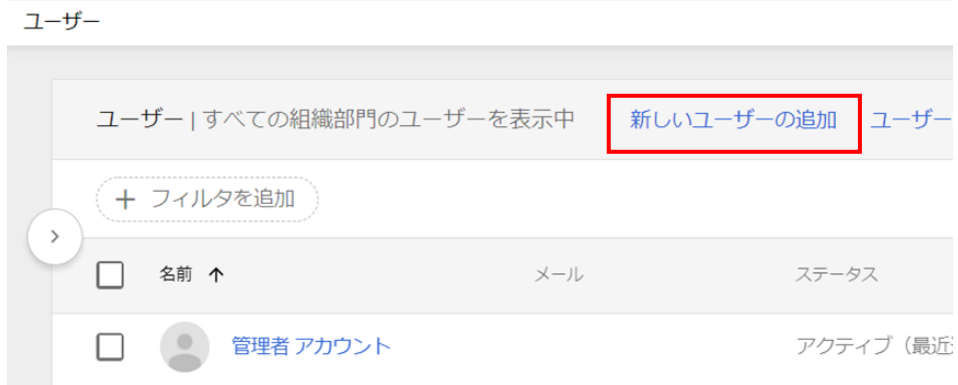 ユーザー
ユーザー | すべての組織部門のユーザーを表示中 新しいユーザーの追加 ユーザー
+ フィルタを追加
名前 ↑ メール ステータス
管理者 アカウント アクティブ（最近